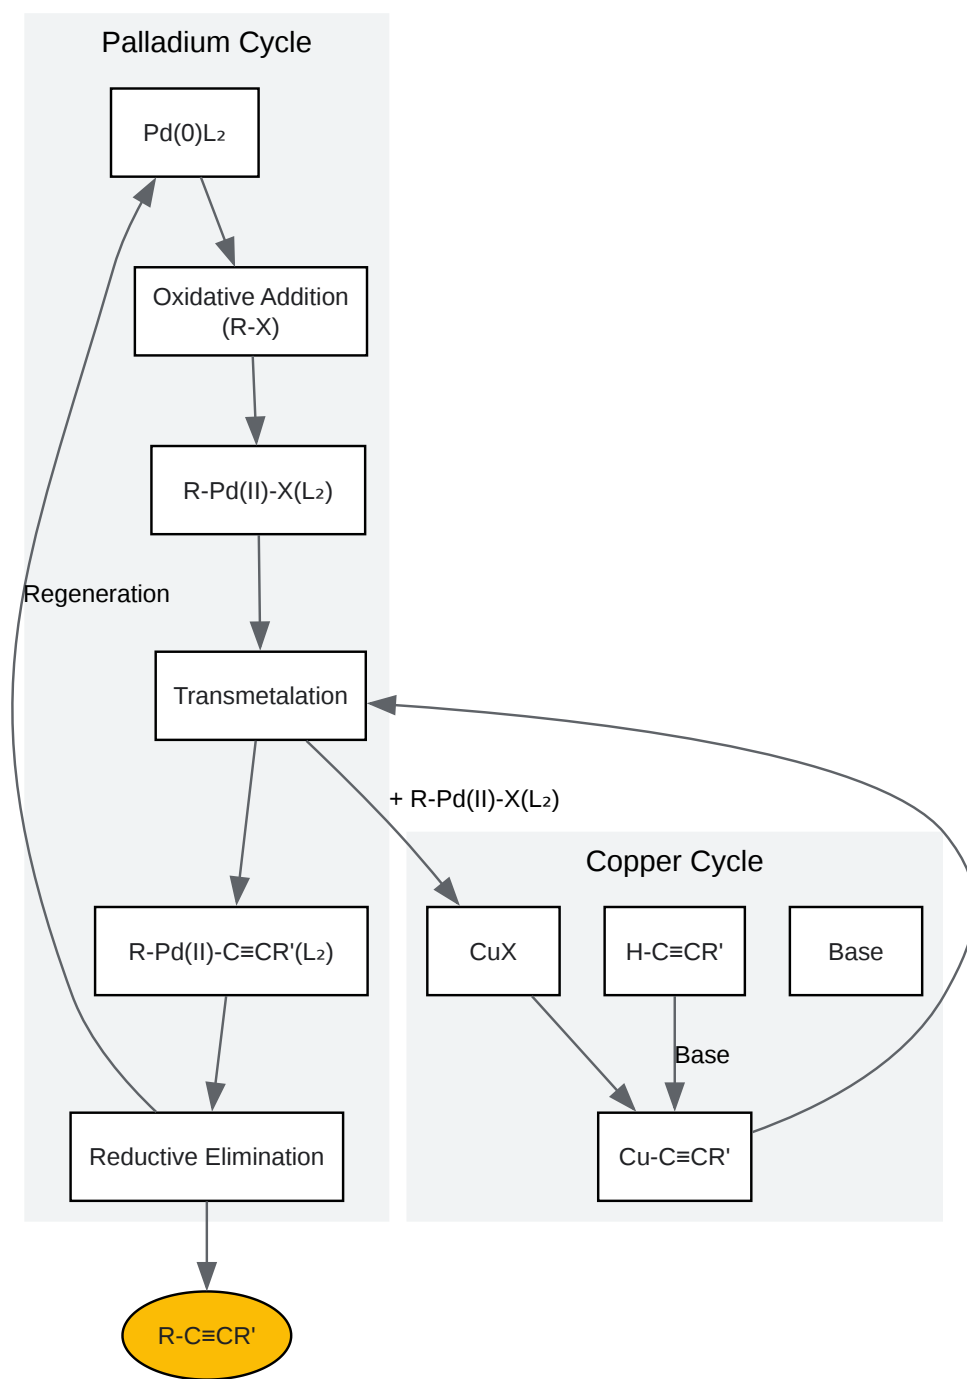 Palladium Cycle
Pd(0)L₂
Oxidative Addition
(R-X)
R-Pd(II)-X(L₂)
Regeneration
Transmetalation
+ R-Pd(II)-X(L₂)
Copper Cycle
R-Pd(II)-C≡CR'(L₂)
CuX
H-C≡CR'
Base
Base
Reductive Elimination
Cu-C≡CR'
R-C≡CR'